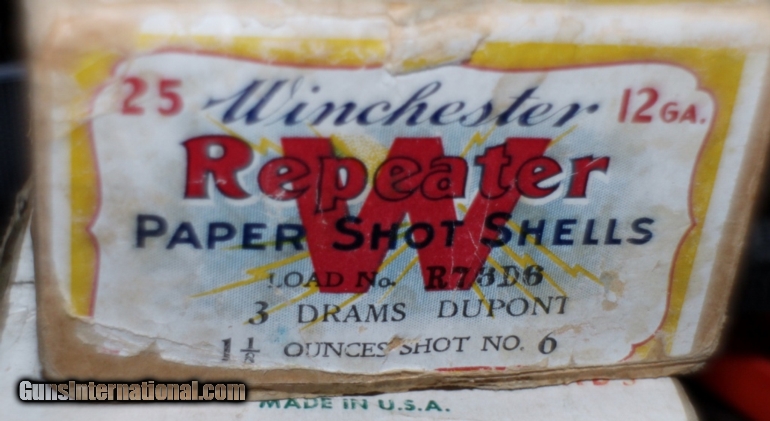 25 Winchester 12 GA.
Repeater
PAPER SHOT SHELLS
LOAD No. R73D6
3 DRAMS DUPONT
1 1/8 OUNCES SHOT NO. 6
GunsInternational.com
MADE IN U.S.A.